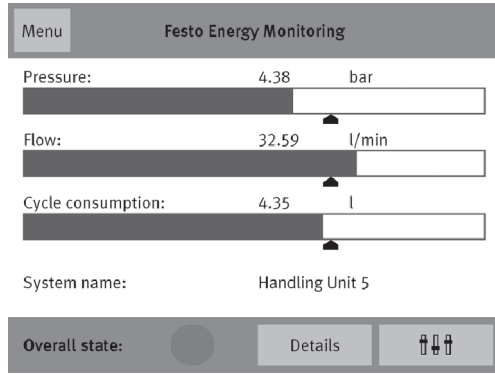 Menu Festo Energy Monitoring
Pressure: 4.38 bar
Flow: 32.59 l/min
Cycle consumption: 4.35 l
System name: Handling Unit 5
Overall state: Details